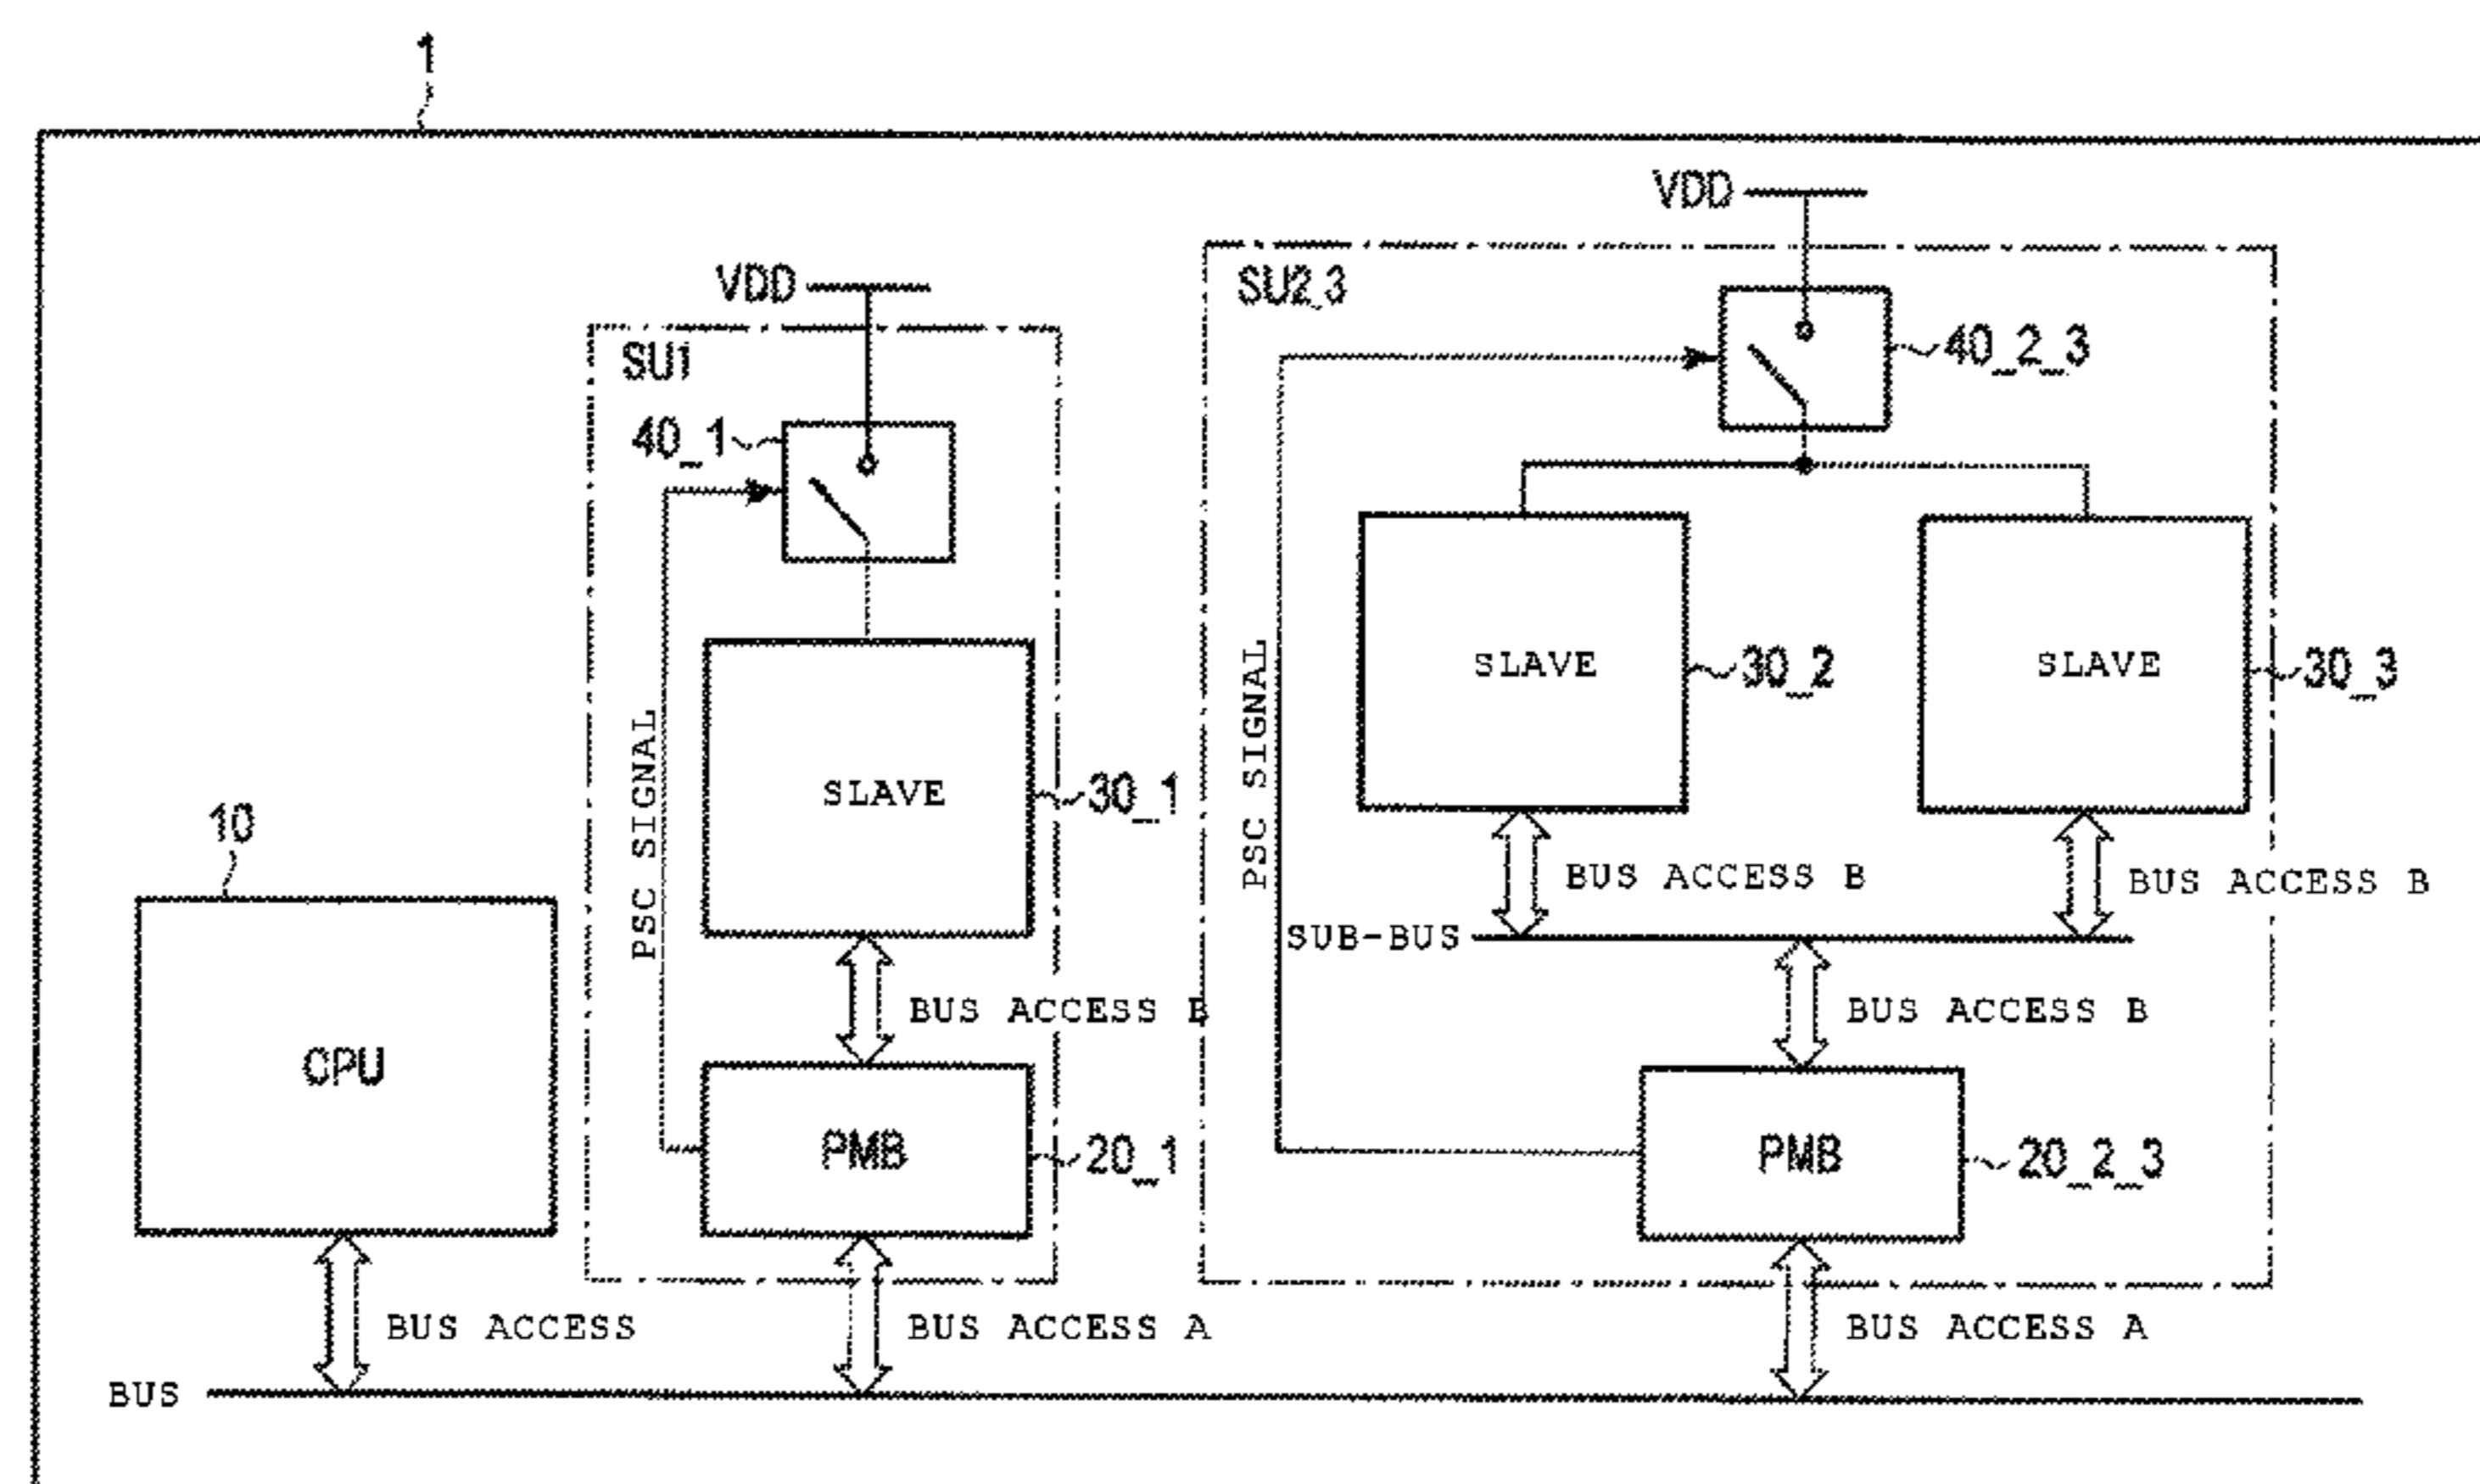 1
VDD
SU2_3
40_2_3
VDD
SU1
40_1
PSC SIGNAL
SLAVE
30_1
PSC SIGNAL
SLAVE
30_2
SLAVE
30_3
10
CPU
BUS ACCESS B
BUS ACCESS B
SUB-BUS
BUS ACCESS B
BUS ACCESS B
PMB
20_1
PMB
20_2_3
BUS ACCESS
BUS ACCESS A
BUS ACCESS A
BUS